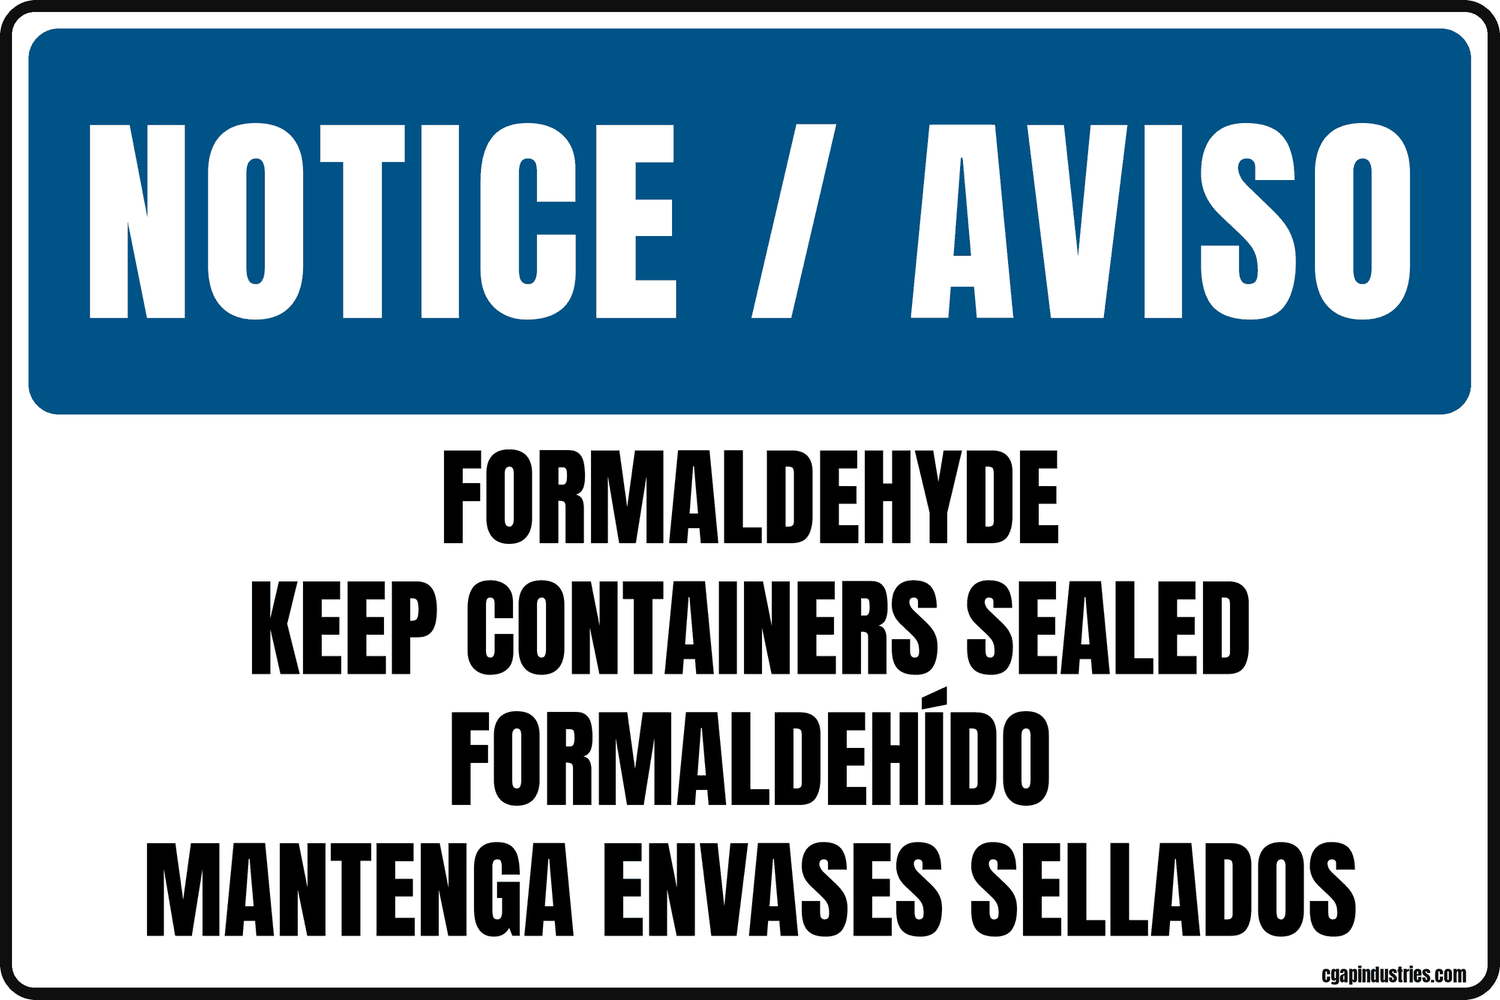 NOTICE / AVISO
FORMALDEHYDE
KEEP CONTAINERS SEALED
FORMALDEHÍDO
MANTENGA ENVASES SELLADOS
cgapindustries.com